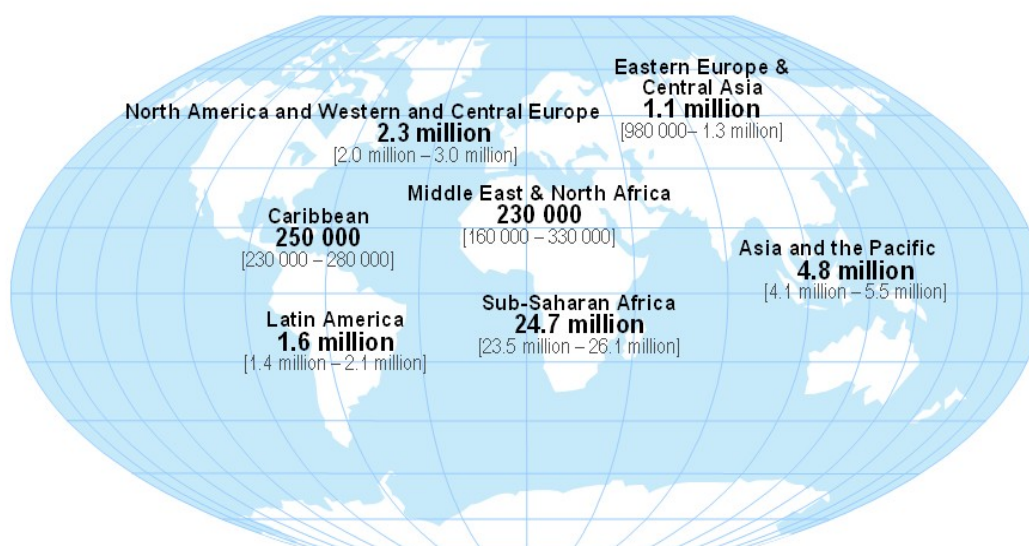 Eastern Europe &
Central Asia
1.1 million
[980 000– 1.3 million]
North America and Western and Central Europe
2.3 million
[2.0 million – 3.0 million]
Middle East & North Africa
230 000
[160 000 – 330 000]
Caribbean
250 000
[230 000 – 280 000]
Asia and the Pacific
4.8 million
[4.1 million – 5.5 million]
Sub-Saharan Africa
24.7 million
[23.5 million – 26.1 million]
Latin America
1.6 million
[1.4 million – 2.1 million]